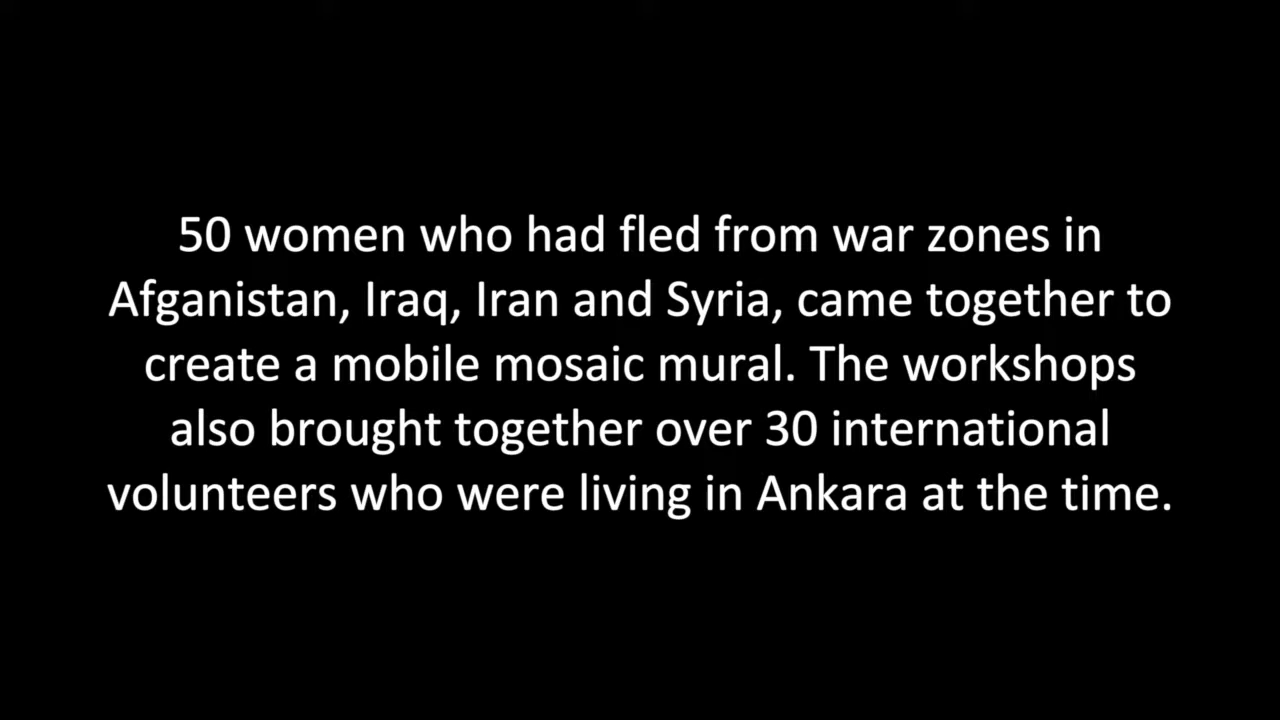 50 women who had fled from war zones in
Afganistan, Iraq, Iran and Syria, came together to
create a mobile mosaic mural. The workshops
also brought together over 30 international
volunteers who were living in Ankara at the time.